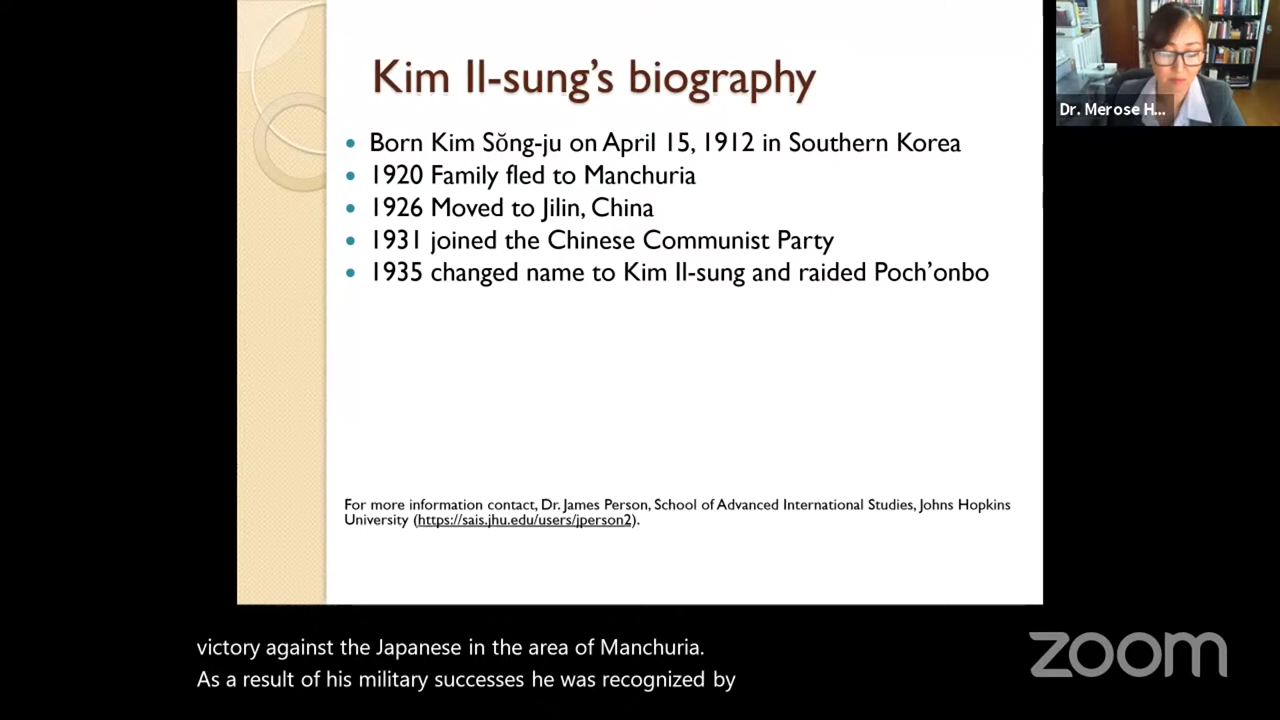 Kim Il-sung's biography
Born Kim Sŏng-ju on April 15, 1912 in Southern Korea
1920 Family fled to Manchuria
1926 Moved to Jilin, China
1931 joined the Chinese Communist Party
1935 changed name to Kim Il-sung and raided Poch'onbo
For more information contact, Dr. James Person, School of Advanced International Studies, Johns Hopkins
University (https://sais.jhu.edu/users/jperson2).
Dr. Merose H...
victory against the Japanese in the area of Manchuria.
As a result of his military successes he was recognized by
zoom